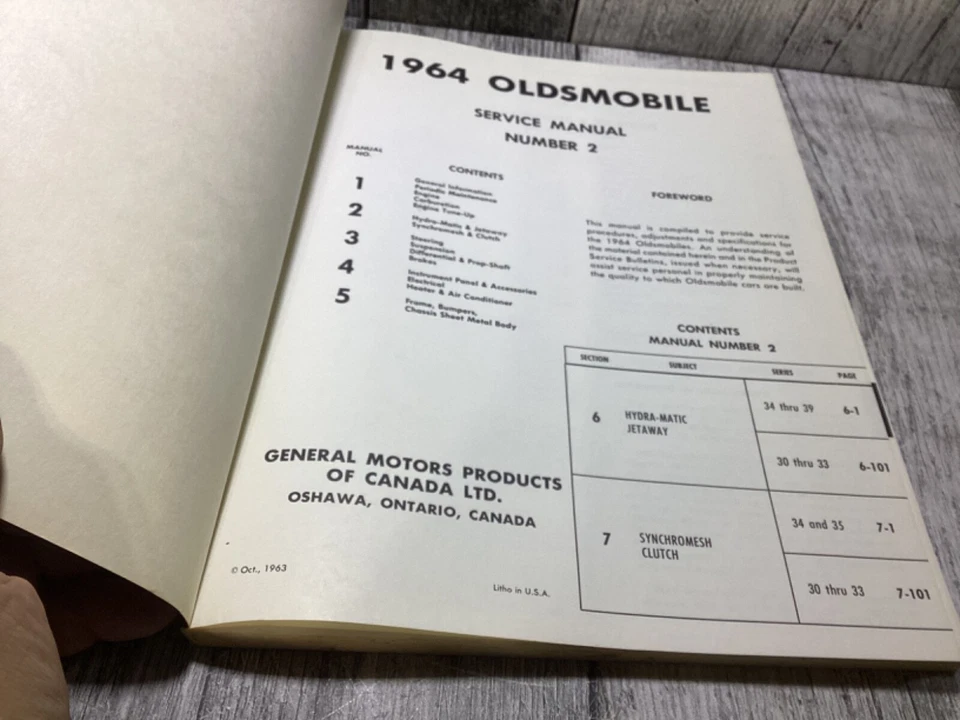 1964 OLDSMOBILE
SERVICE MANUAL
NUMBER 2
MANUAL
NO.
CONTENTS
1
General Information
Periodic Maintenance
Engine
Carburetion
Engine Tune-Up
2
Hydra-Matic & Jetaway
Synchromesh & Clutch
3
Steering
Suspension
Differential & Prop-Shaft
Brakes
4
Instrument Panel & Accessories
Electrical
Heater & Air Conditioner
5
Frame, Bumpers,
Chassis Sheet Metal Body
FOREWORD
This manual is compiled to provide service
procedures, adjustments and specifications for
the 1964 Oldsmobiles. An understanding of
the material contained herein and in the Product
Service Bulletins, issued when necessary, will
assist service personel in properly maintaining
the quality to which Oldsmobile cars are built.
CONTENTS
MANUAL NUMBER 2
SECTION SUBJECT SERIES PAGE
6 HYDRA-MATIC
JETAWAY
34 thru 39 6-1
30 thru 33 6-101
7 SYNCHROMESH
CLUTCH
34 and 35 7-1
30 thru 33 7-101
GENERAL MOTORS PRODUCTS
OF CANADA LTD.
OSHAWA, ONTARIO, CANADA
© Oct., 1963
Litho in U.S.A.